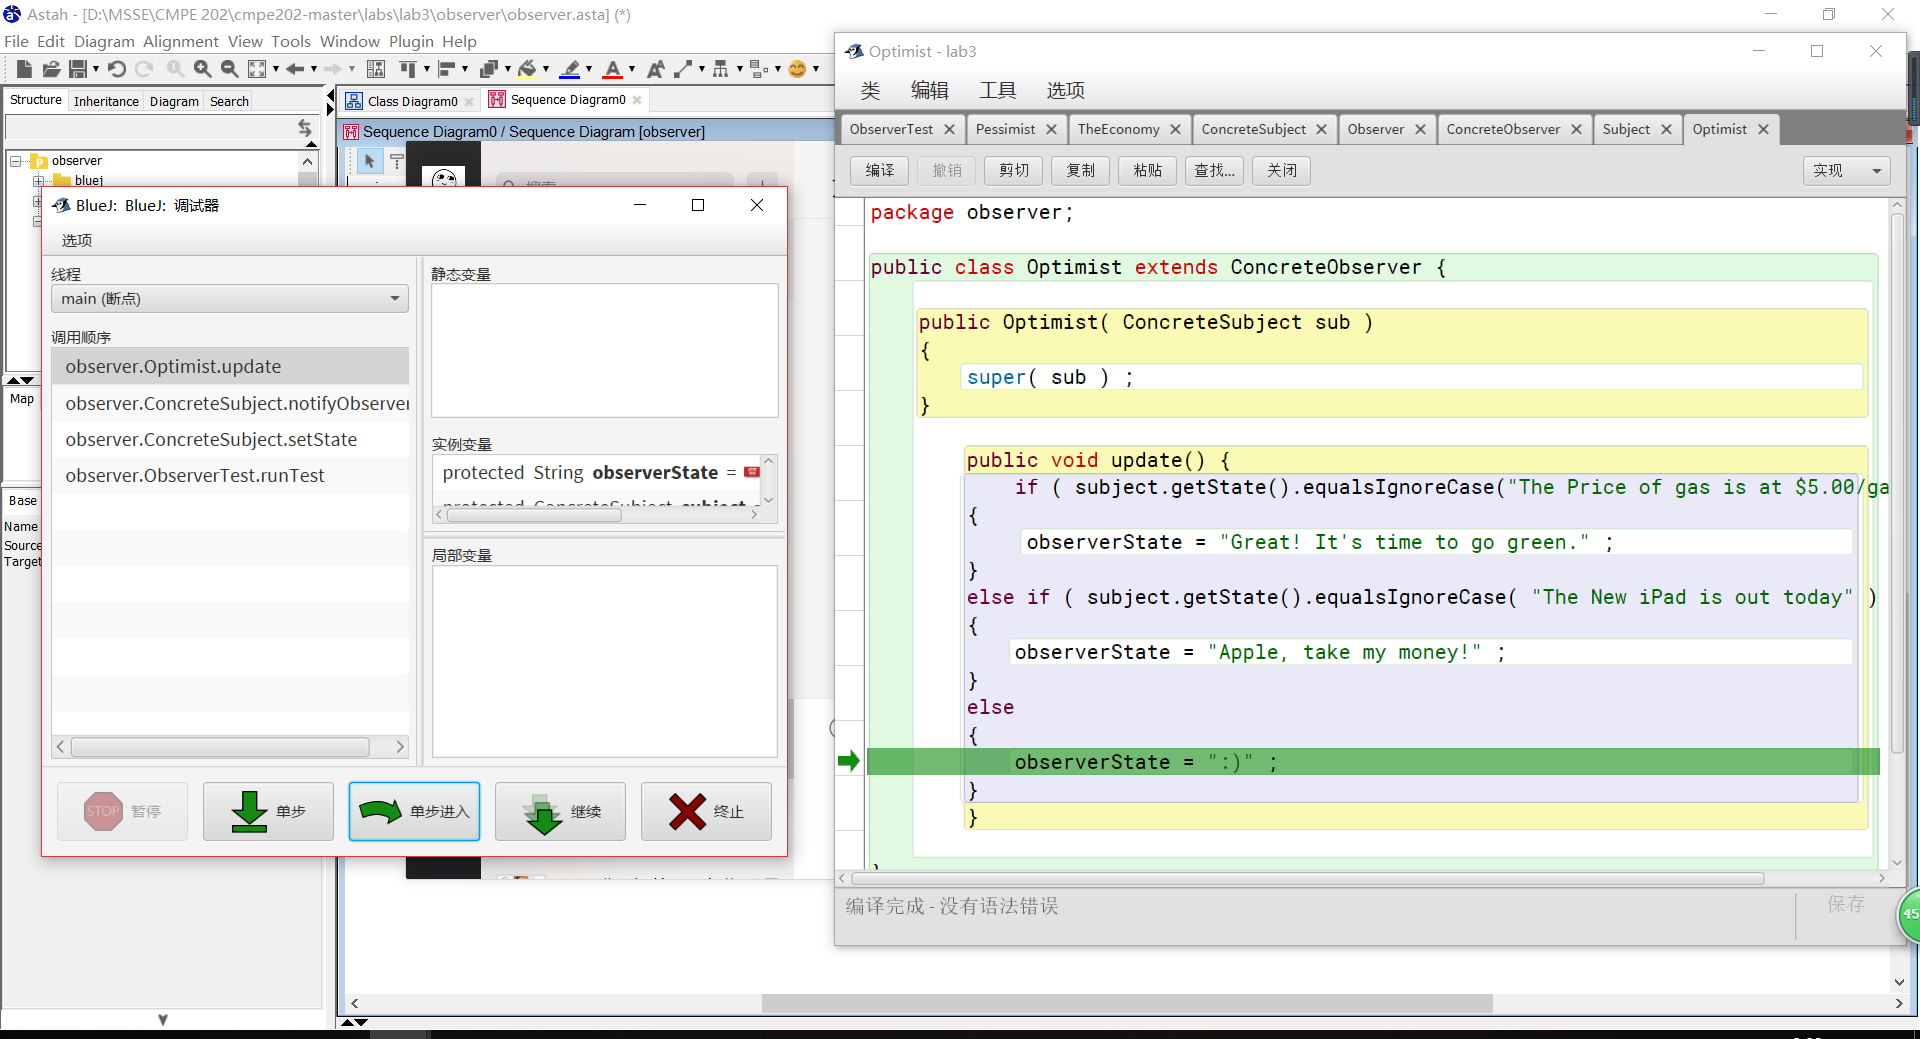 Astah - [D:\MSSE\CMPE 202\cmpe202-master\labs\lab3\observer\observer.asta] (*)
File Edit Diagram Alignment View Tools Window Plugin Help
Structure Inheritance Diagram Search
Class Diagram0 Sequence Diagram0
Sequence Diagram0 / Sequence Diagram [observer]
observer
bluej
Map
Base
Name
Source
Target
搜索
BlueJ: BlueJ: 调试器
选项
线程
main (断点)
调用顺序
observer.Optimist.update
observer.ConcreteSubject.notifyObserver
observer.ConcreteSubject.setState
observer.ObserverTest.runTest
静态变量
实例变量
protected String observerState =
protected ConcreteSubject subject
局部变量
STOP 暂停 单步 单步进入 继续 终止
Optimist - lab3
类 编辑 工具 选项
ObserverTest Pessimist TheEconomy ConcreteSubject Observer ConcreteObserver Subject Optimist
编译 撤销 剪切 复制 粘贴 查找... 关闭 实现
package observer;
public class Optimist extends ConcreteObserver {
public Optimist( ConcreteSubject sub )
{
super( sub ) ;
}
public void update() {
if ( subject.getState().equalsIgnoreCase("The Price of gas is at $5.00/ga
{
observerState = "Great! It's time to go green." ;
}
else if ( subject.getState().equalsIgnoreCase( "The New iPad is out today" )
{
observerState = "Apple, take my money!" ;
}
else
{
observerState = ":)" ;
}
}
编译完成 - 没有语法错误
保存
45